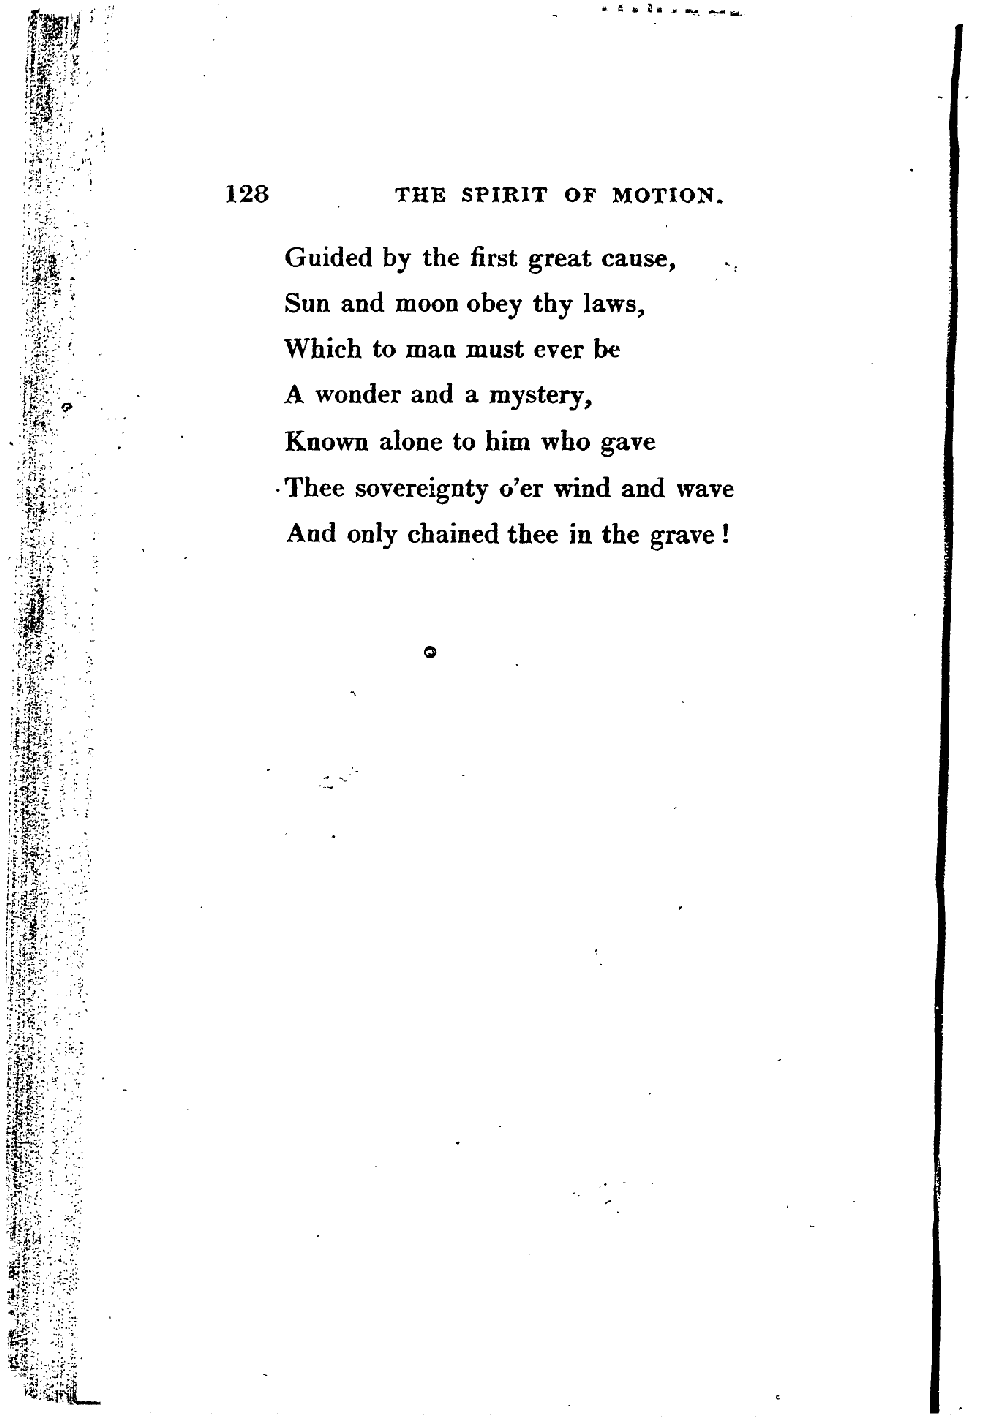 128 THE SPIRIT OF MOTION.
Guided by the first great cause,
Sun and moon obey thy laws,
Which to man must ever be
A wonder and a mystery,
Known alone to him who gave
Thee sovereignty o'er wind and wave
And only chained thee in the grave !